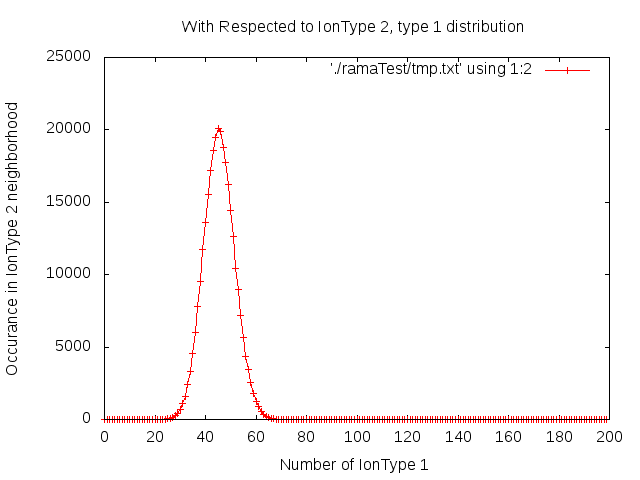 With Respected to IonType 2, type 1 distribution
'./ramaTest/tmp.txt' using 1:2
Occurance in IonType 2 neighborhood
25000
20000
15000
10000
5000
0
0 20 40 60 80 100 120 140 160 180 200
Number of IonType 1